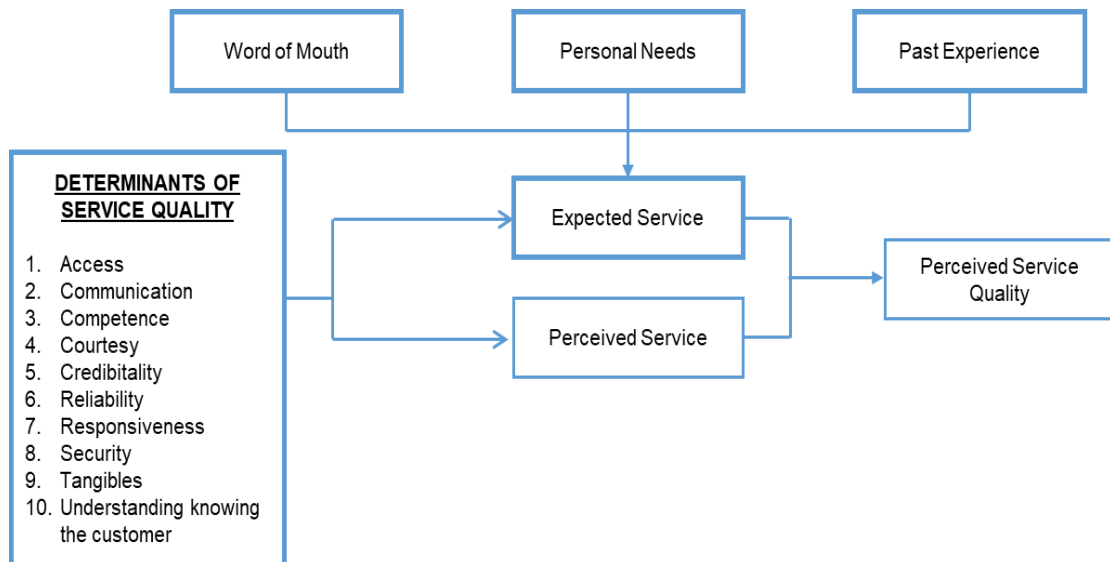 Word of Mouth
Personal Needs
Past Experience
DETERMINANTS OF
SERVICE QUALITY
1. Access
2. Communication
3. Competence
4. Courtesy
5. Credibitality
6. Reliability
7. Responsiveness
8. Security
9. Tangibles
10. Understanding knowing
the customer
Expected Service
Perceived Service
Perceived Service
Quality